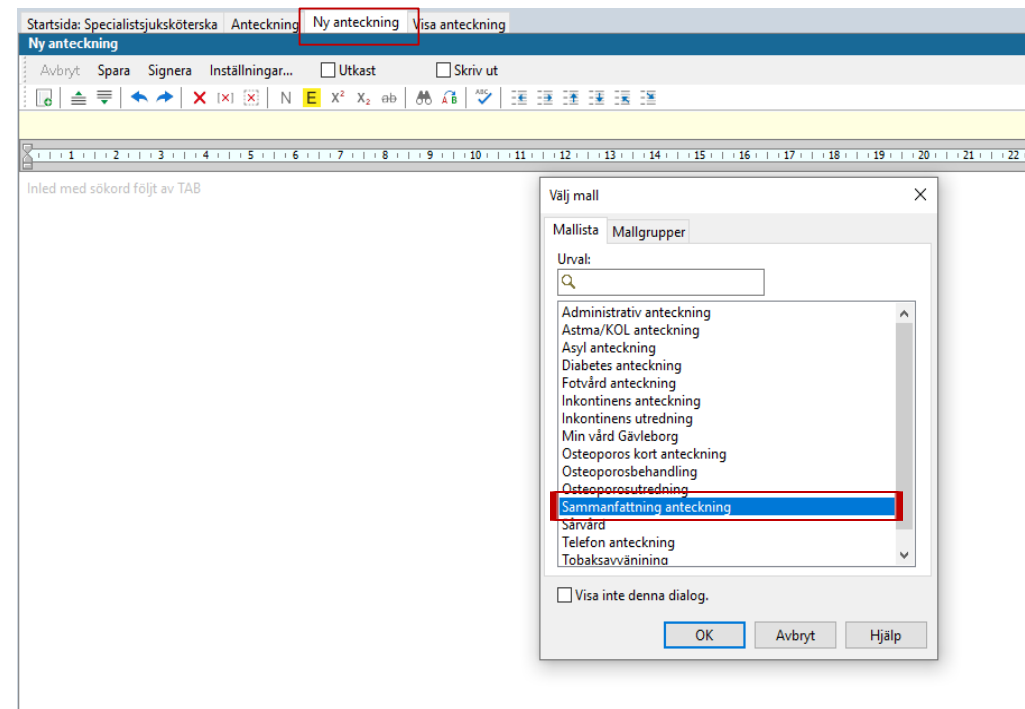 Startsida: Specialistsjuksköterska Anteckning Ny anteckning Visa anteckning
Ny anteckning
Avbryt Spara Signera Inställningar... Utkast Skriv ut
N E X² X₂ ab A B ABC
1 2 3 4 5 6 7 8 9 10 11 12 13 14 15 16 17 18 19 20 21 22
Inled med sökord följt av TAB
Välj mall
Mallista Mallgrupper
Urval:
Administrativ anteckning
Astma/KOL anteckning
Asyl anteckning
Diabetes anteckning
Fotvård anteckning
Inkontinens anteckning
Inkontinens utredning
Min vård Gävleborg
Osteoporos kort anteckning
Osteoporosbehandling
Osteoporosutredning
Sammanfattning anteckning
Sårvård
Telefon anteckning
Tobaksavvänining
Visa inte denna dialog.
OK Avbryt Hjälp